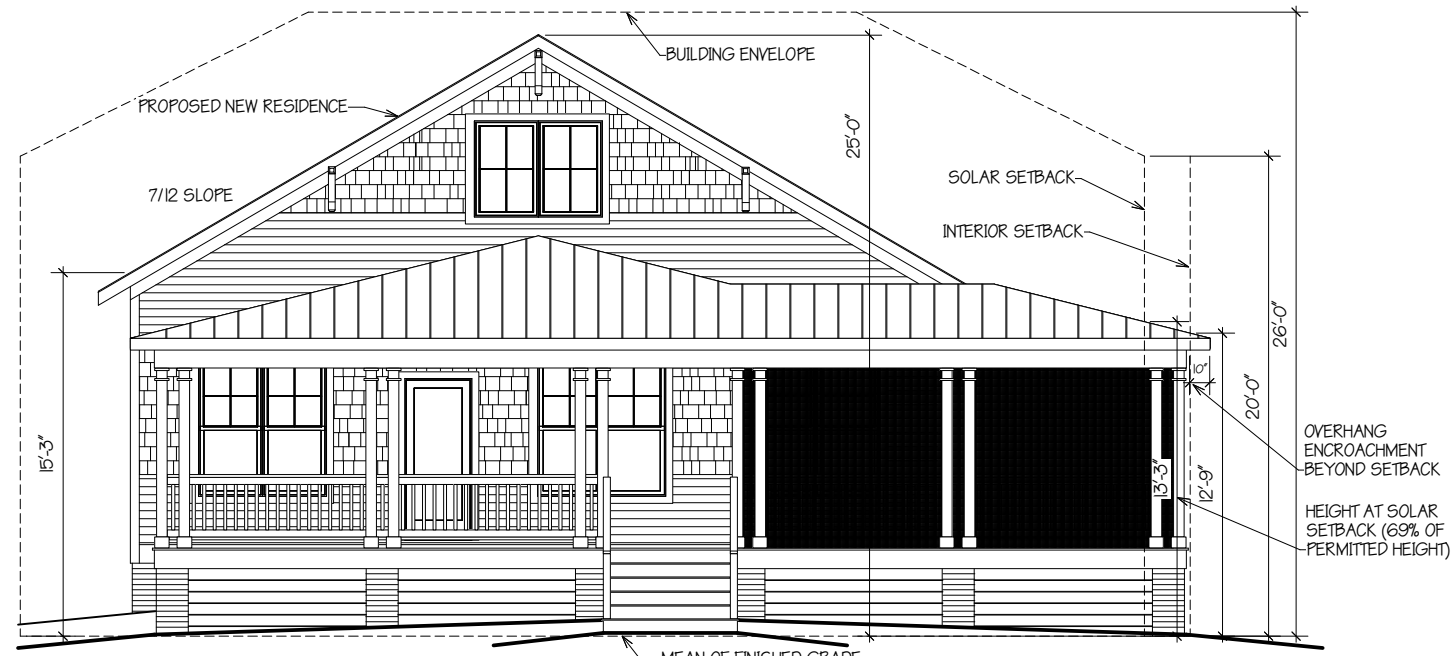 BUILDING ENVELOPE
PROPOSED NEW RESIDENCE
25'-0"
7/12 SLOPE
SOLAR SETBACK
INTERIOR SETBACK
26'-0"
20'-0"
10"
15'-3"
13'-3"
12'-9"
OVERHANG
ENCROACHMENT
BEYOND SETBACK
HEIGHT AT SOLAR
SETBACK (69% OF
PERMITTED HEIGHT)
MEAN OF FINISHED GRADE